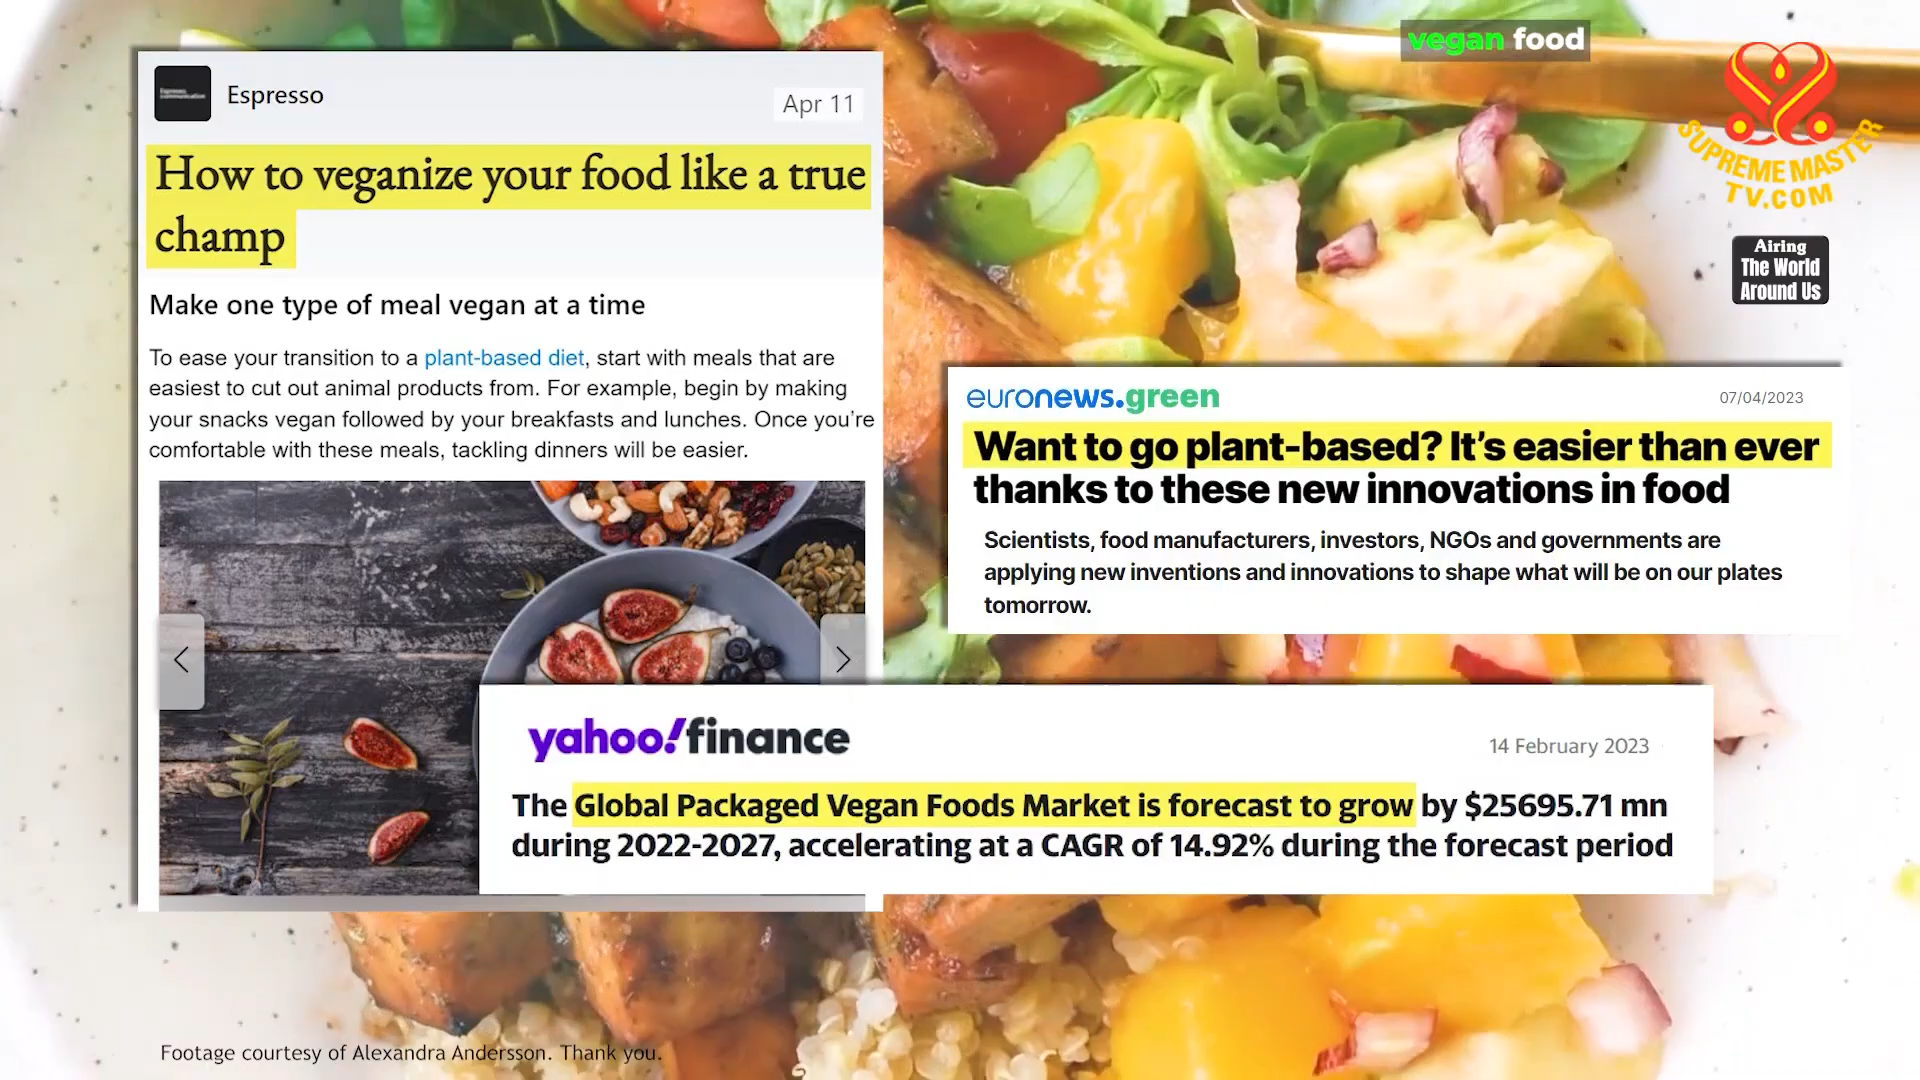 vegan food
SUPREME MASTER
TV.COM
Airing
The World
Around Us
Espresso
Apr 11
How to veganize your food like a true
champ
Make one type of meal vegan at a time
To ease your transition to a plant-based diet, start with meals that are
easiest to cut out animal products from. For example, begin by making
your snacks vegan followed by your breakfasts and lunches. Once you're
comfortable with these meals, tackling dinners will be easier.
euronews.green
07/04/2023
Want to go plant-based? It's easier than ever
thanks to these new innovations in food
Scientists, food manufacturers, investors, NGOs and governments are
applying new inventions and innovations to shape what will be on our plates
tomorrow.
yahoo!finance
14 February 2023
The Global Packaged Vegan Foods Market is forecast to grow by $25695.71 mn
during 2022-2027, accelerating at a CAGR of 14.92% during the forecast period
Footage courtesy of Alexandra Andersson. Thank you.